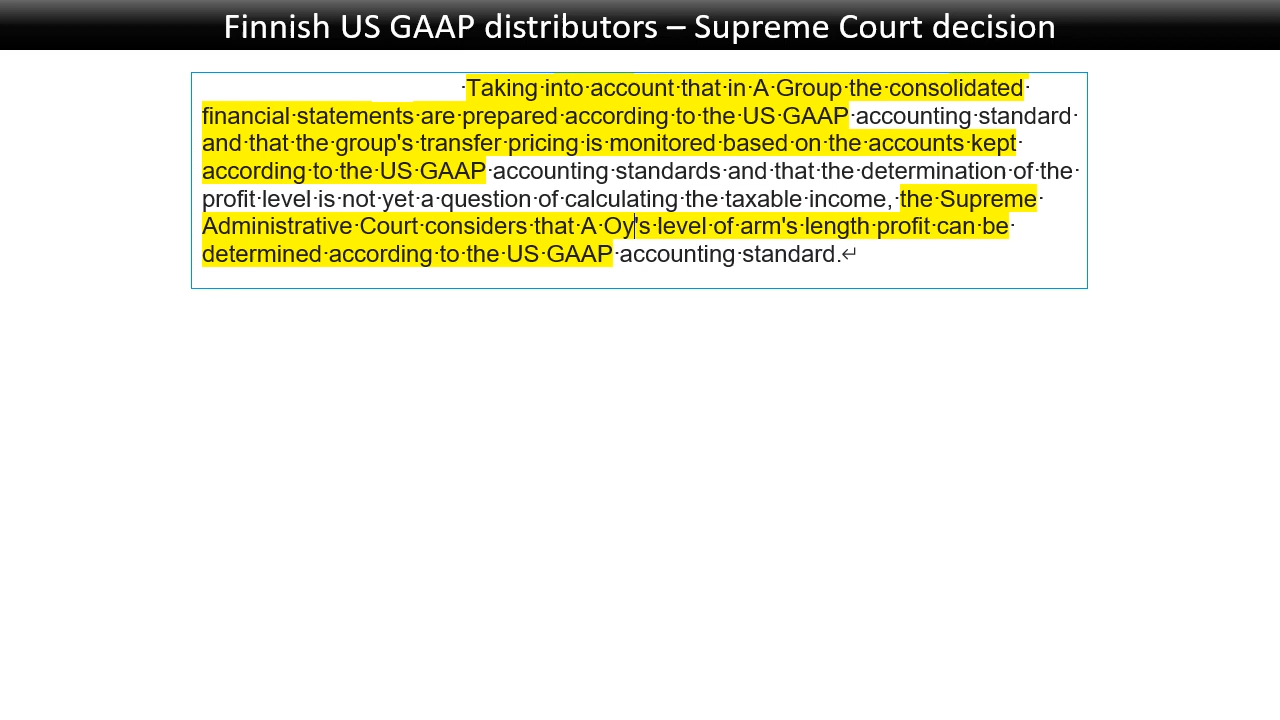 Finnish US GAAP distributors – Supreme Court decision
Taking into account that in A Group the consolidated
financial statements are prepared according to the US GAAP accounting standard
and that the group's transfer pricing is monitored based on the accounts kept
according to the US GAAP accounting standards and that the determination of the
profit level is not yet a question of calculating the taxable income, the Supreme
Administrative Court considers that A Oy's level of arm's length profit can be
determined according to the US GAAP accounting standard.